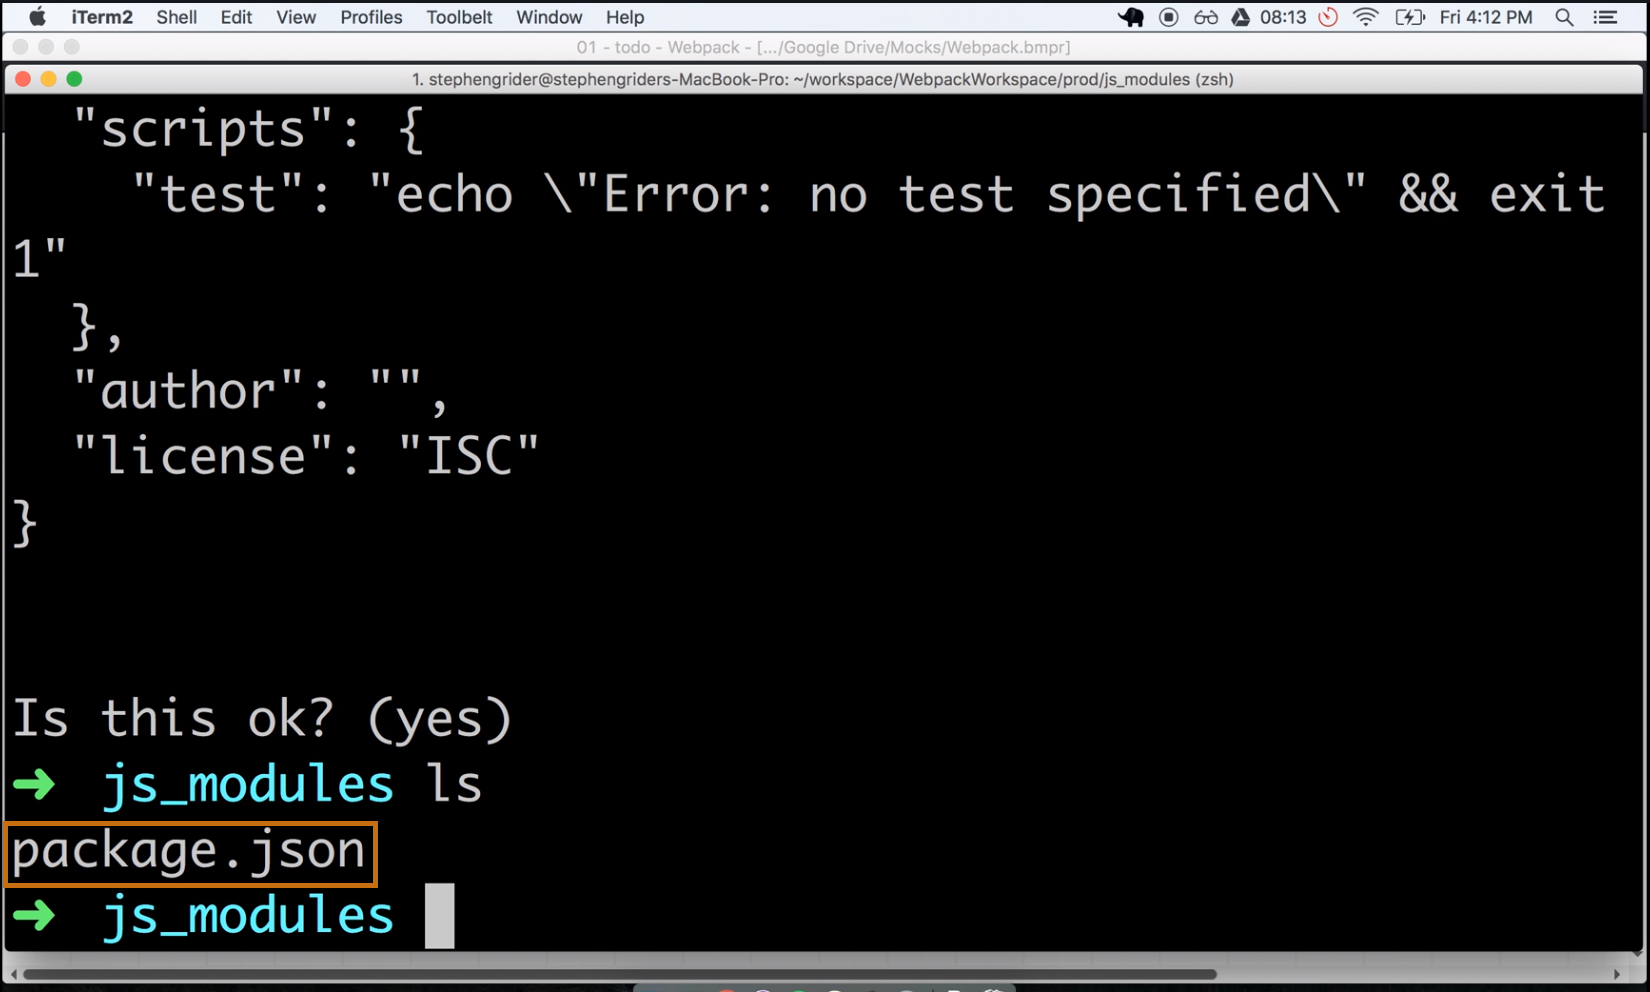 iTerm2 Shell Edit View Profiles Toolbelt Window Help 08:13 Fri 4:12 PM
01 - todo - Webpack - [.../Google Drive/Mocks/Webpack.bmpr]
1. stephengrider@stephengriders-MacBook-Pro: ~/workspace/WebpackWorkspace/prod/js_modules (zsh)
"scripts": {
"test": "echo \"Error: no test specified\" && exit
1"
},
"author": "",
"license": "ISC"
}
Is this ok? (yes)
➜ js_modules ls
package.json
➜ js_modules